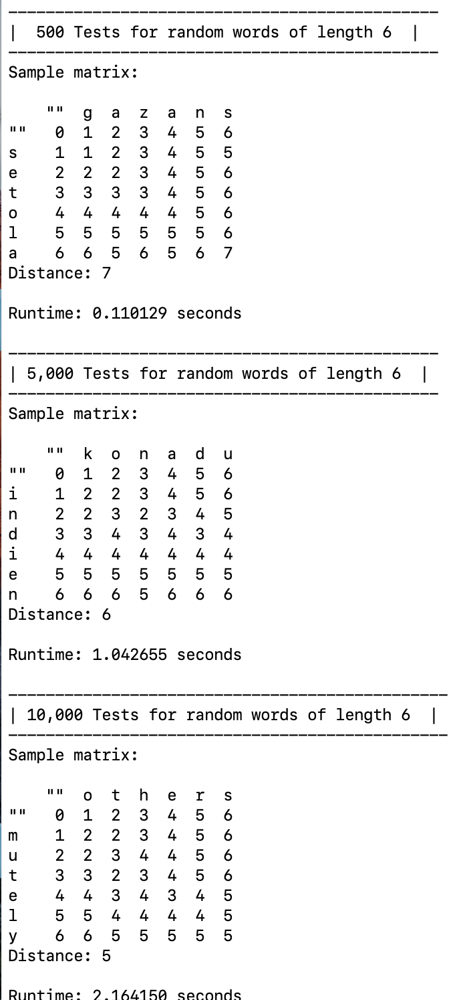 | 500 Tests for random words of length 6 |
Sample matrix:
"" g a z a n s
"" 0 1 2 3 4 5 6
s 1 1 2 3 4 5 5
e 2 2 2 3 4 5 6
t 3 3 3 3 4 5 6
o 4 4 4 4 4 5 6
l 5 5 5 5 5 5 6
a 6 6 5 6 5 6 7
Distance: 7
Runtime: 0.110129 seconds
| 5,000 Tests for random words of length 6 |
Sample matrix:
"" k o n a d u
"" 0 1 2 3 4 5 6
i 1 2 2 3 4 5 6
n 2 2 3 2 3 4 5
d 3 3 4 3 4 3 4
i 4 4 4 4 4 4 4
e 5 5 5 5 5 5 5
n 6 6 6 5 6 6 6
Distance: 6
Runtime: 1.042655 seconds
| 10,000 Tests for random words of length 6 |
Sample matrix:
"" o t h e r s
"" 0 1 2 3 4 5 6
m 1 2 2 3 4 5 6
u 2 2 3 4 4 5 6
t 3 3 2 3 4 5 6
e 4 4 3 4 3 4 5
l 5 5 4 4 4 4 5
y 6 6 5 5 5 5 5
Distance: 5
Runtime: 2.164150 seconds